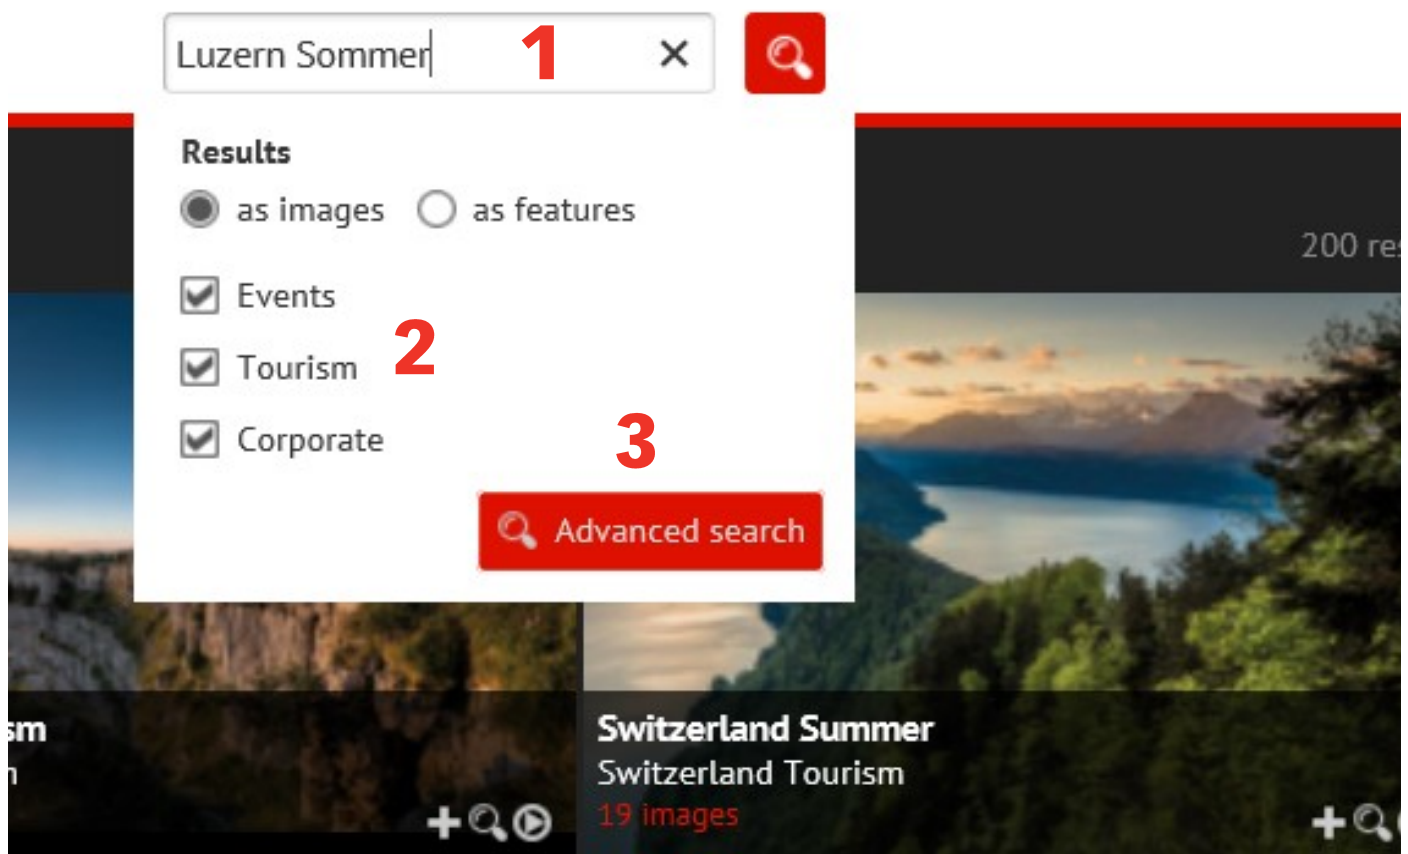 Luzern Sommer 1
Results
as images as features
200 res
Events
2
Tourism
3
Corporate
Advanced search
sm Switzerland Summer
Switzerland Tourism
19 images